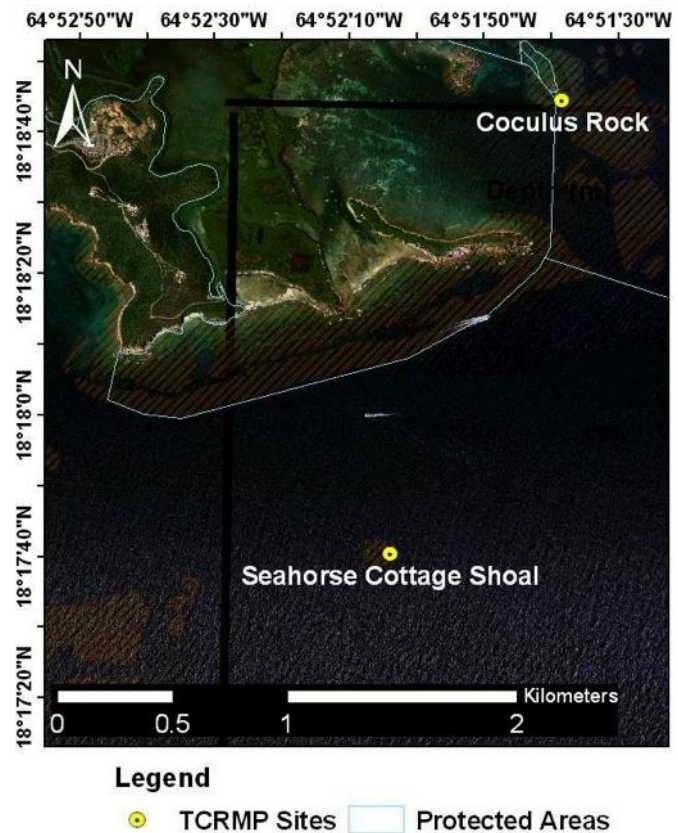 64°52'50"W 64°52'30"W 64°52'10"W 64°51'50"W 64°51'30"W
N
18°18'40"N
Coculus Rock
Depth (m)
18°18'20"N
18°18'0"N
18°17'40"N
Seahorse Cottage Shoal
18°17'20"N
Kilometers
0 0.5 1 2
Legend
TCRMP Sites Protected Areas